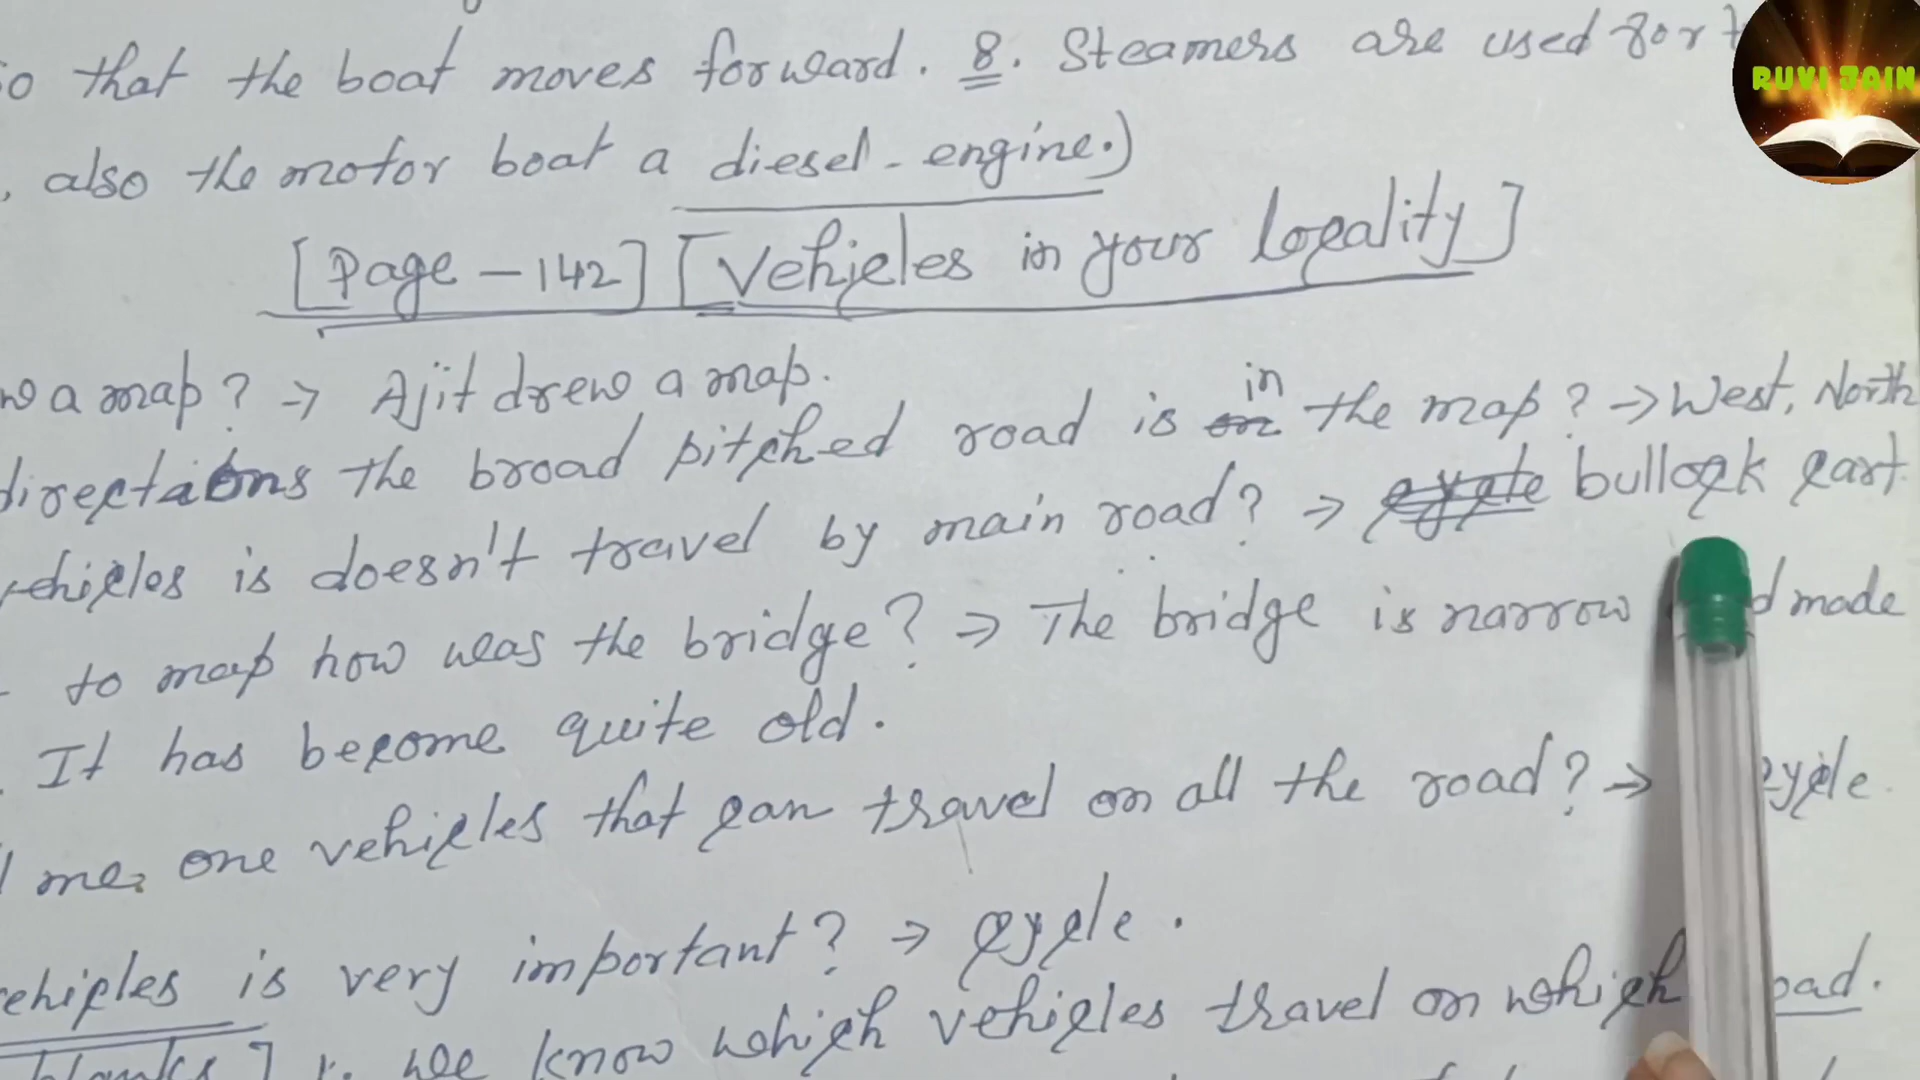 so that the boat moves forward. 8. Steamers are used for
RUVI JAIN
, also the motor boat a diesel-engine.)
[Page - 142] [Vehicles in your locality]
a map? → Ajit drew a map.
directaions the broad pitched road is in the map? → West, North
vehicles is doesn't travel by main road? → bullock cart.
to map how was the bridge? → The bridge is narrow made
It has become quite old.
me, one vehicles that can travel on all the road? → cycle.
vehicles is very important? → cycle.
we know which vehicles travel on which road.